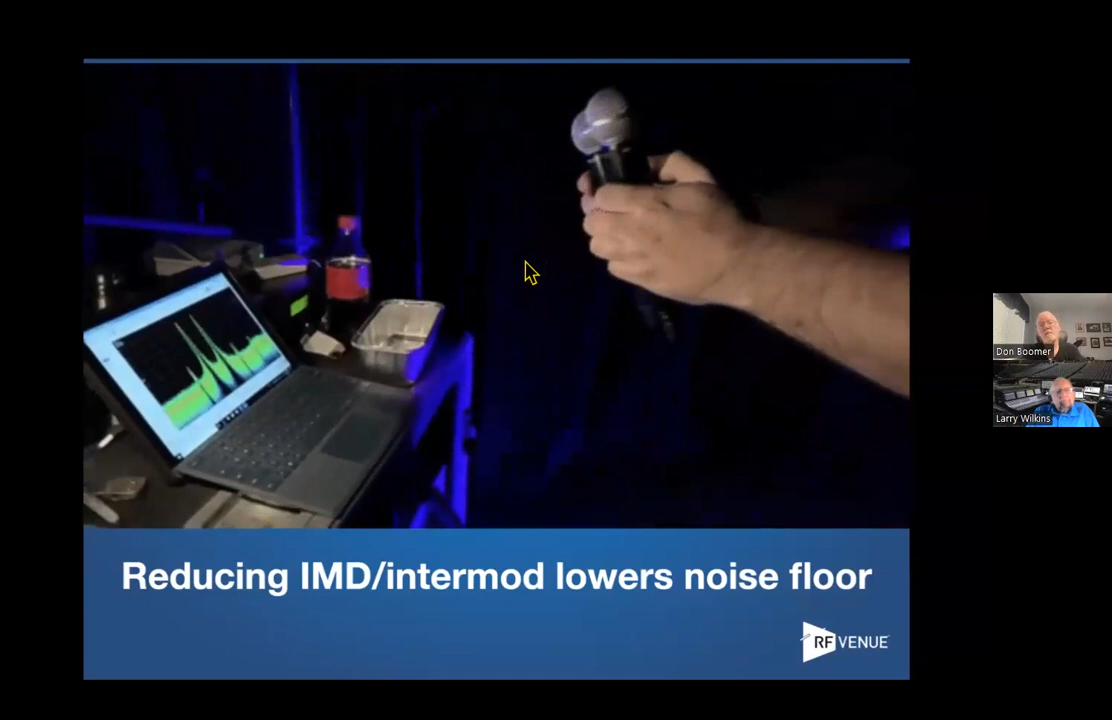 Reducing IMD/intermod lowers noise floor
RF VENUE
Don Boomer
Larry Wilkins